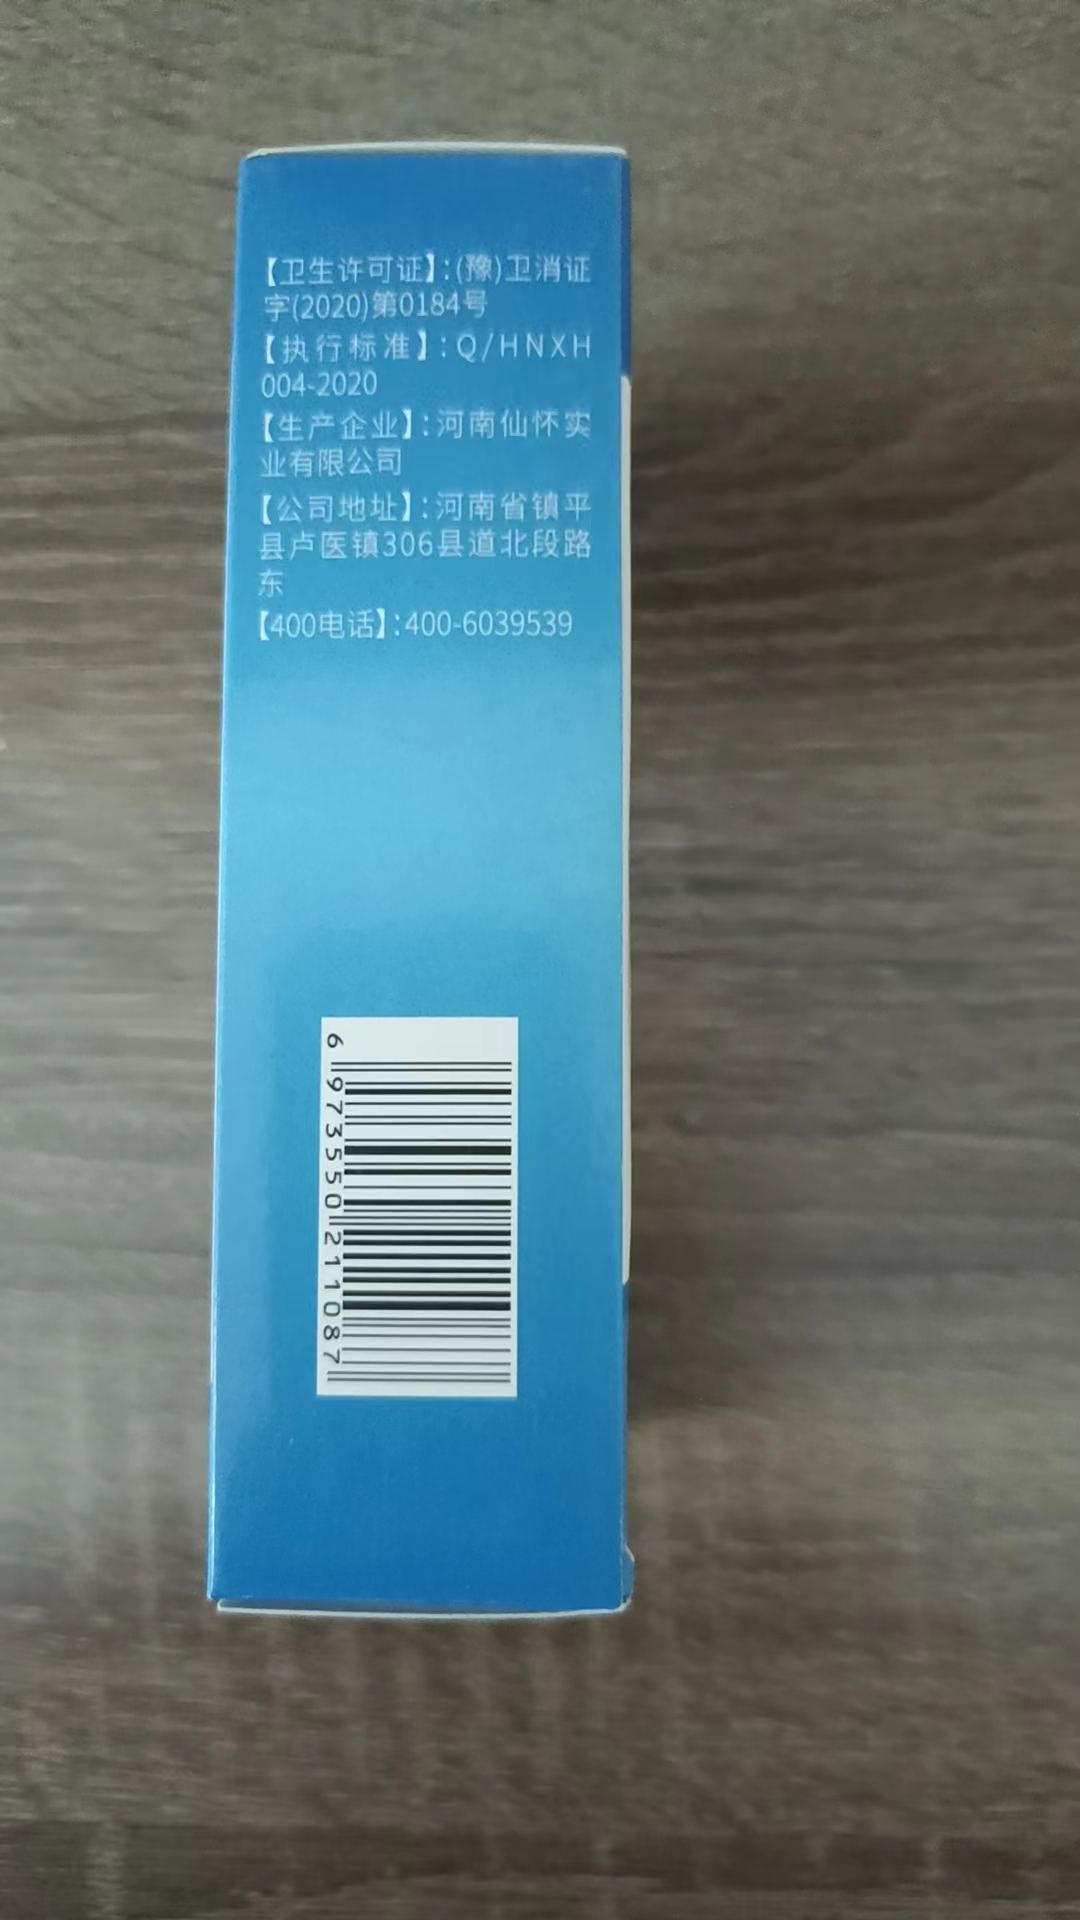 【卫生许可证】:(豫)卫消证
字(2020)第0184号
【执行标准】:Q/HNXH
004-2020
【生产企业】:河南仙怀实
业有限公司
【公司地址】:河南省镇平
县卢医镇306县道北段路
东
【400电话】:400-6039539
6 973550 211087